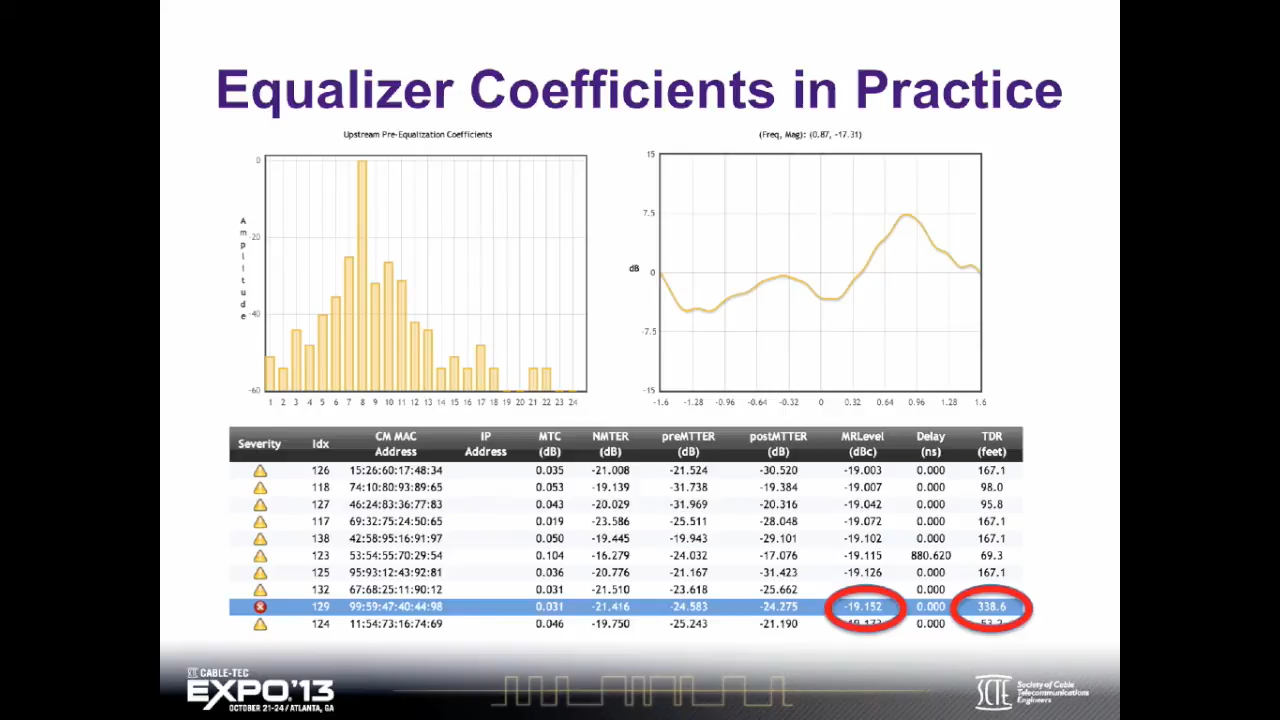 Equalizer Coefficients in Practice
Upstream Pre-Equalization Coefficients
(Freq, Mag): (0.87, -17.31)
Amplitude
0
-20
-40
-60
1 2 3 4 5 6 7 8 9 10 11 12 13 14 15 16 17 18 19 20 21 22 23 24
dB
15
7.5
0
-7.5
-15
-1.6 -1.28 -0.96 -0.64 -0.32 0 0.32 0.64 0.96 1.28 1.6
Severity Idx CM MAC Address IP Address MTC (dB) NMTER (dB) preMTTER (dB) postMTTER (dB) MRLevel (dBc) Delay (ns) TDR (feet)
126 15:26:60:17:48:34 0.035 -21.008 -21.524 -30.520 -19.003 0.000 167.1
118 74:10:80:93:89:65 0.053 -19.139 -31.738 -19.384 -19.007 0.000 98.0
127 46:24:83:36:77:83 0.043 -20.029 -31.969 -20.316 -19.042 0.000 95.8
117 69:32:75:24:50:65 0.019 -23.586 -25.511 -28.048 -19.072 0.000 167.1
138 42:58:95:16:91:97 0.050 -19.445 -19.943 -29.101 -19.102 0.000 167.1
123 53:54:55:70:29:54 0.104 -16.279 -24.032 -17.076 -19.115 880.620 69.3
125 95:93:12:43:92:81 0.036 -20.776 -21.167 -31.423 -19.126 0.000 167.1
132 67:68:25:11:90:12 0.031 -21.510 -23.618 -25.662 0.000
129 99:59:47:40:44:98 0.031 -21.416 -24.583 -24.275 -19.152 0.000 338.6
124 11:54:73:16:74:69 0.046 -19.750 -25.243 -21.190 0.000
SCTE CABLE-TEC
EXPO.'13
OCTOBER 21-24 / ATLANTA, GA
SCTE
Society of Cable
Telecommunications
Engineers